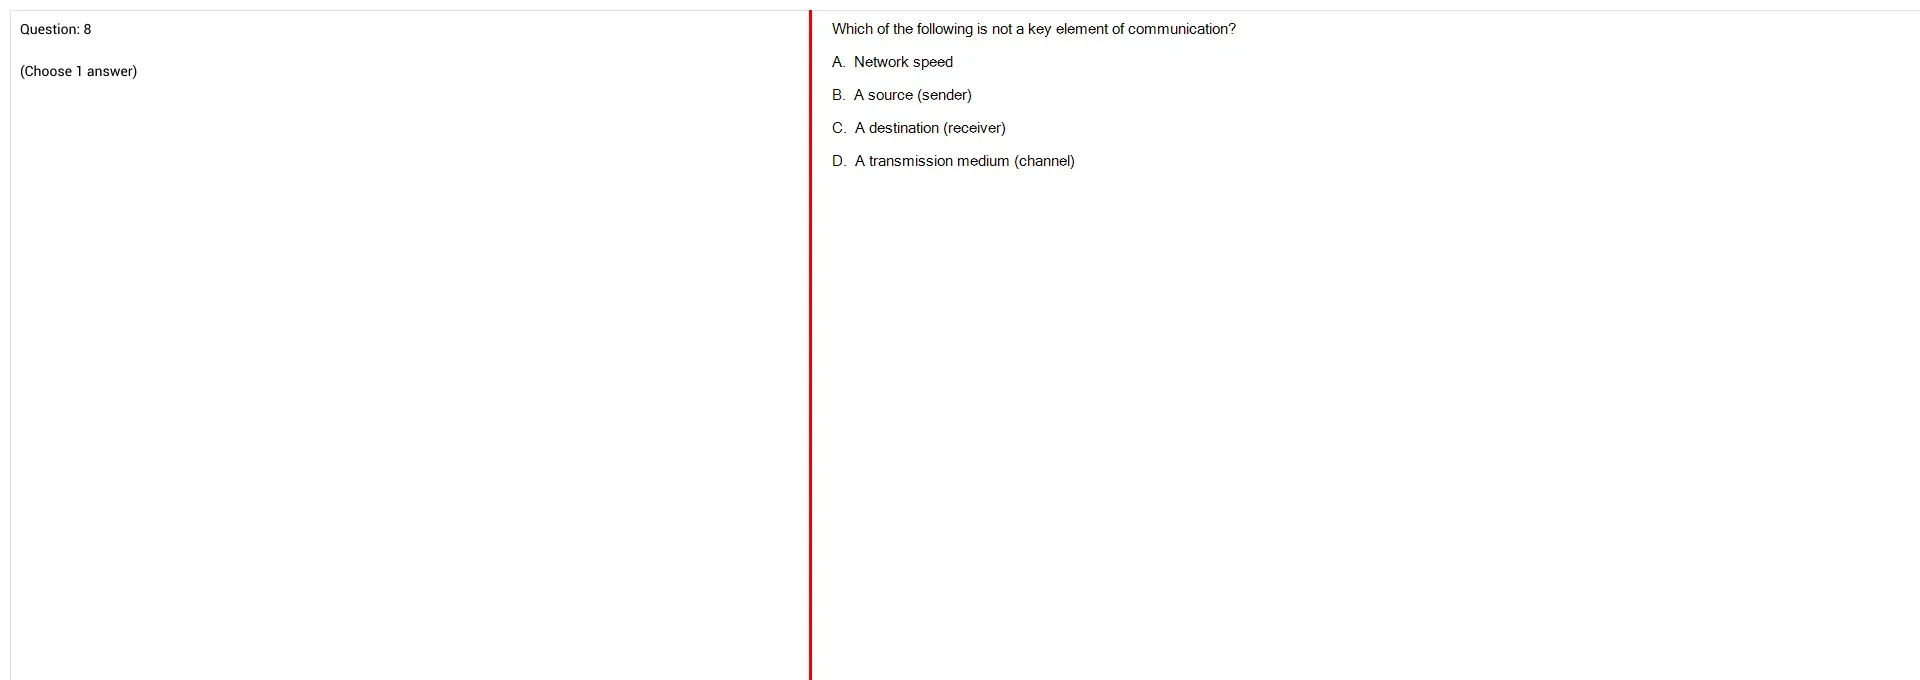 Question: 8
(Choose 1 answer)
Which of the following is not a key element of communication?
A. Network speed
B. A source (sender)
C. A destination (receiver)
D. A transmission medium (channel)